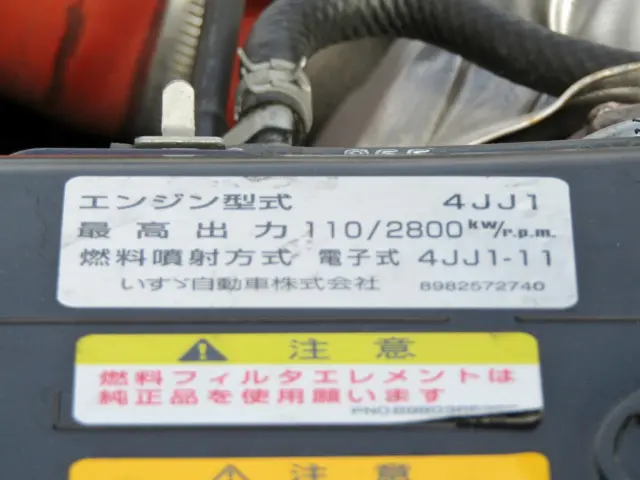 エンジン型式 4JJ1
最高出力 110/2800kw/r.p.m.
燃料噴射方式 電子式 4JJ1-11
いすゞ自動車株式会社 8982572740
注意
燃料フィルタエレメントは
純正品を使用願います
注意